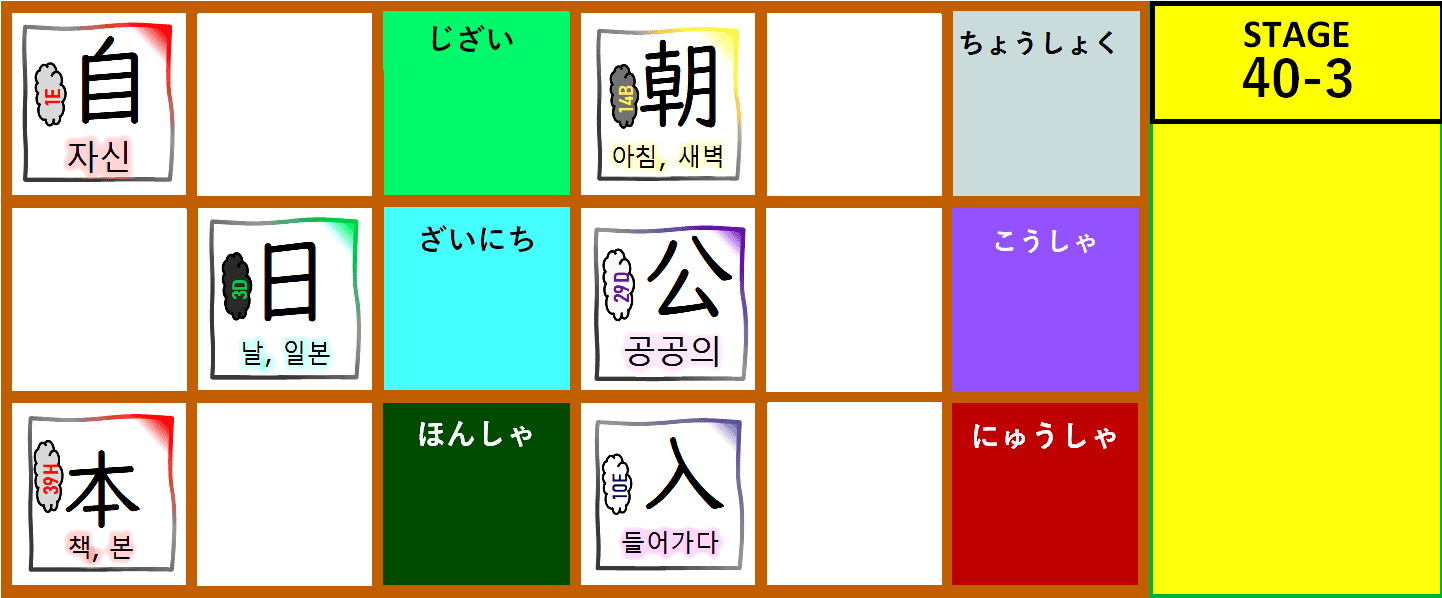 自
1E
자신
じざい
朝
14B
아침, 새벽
ちょうしょく
STAGE
40-3
日
3D
날, 일본
ざいにち
公
29D
공공의
こうしゃ
本
39H
책, 본
ほんしゃ
入
10E
들어가다
にゅうしゃ